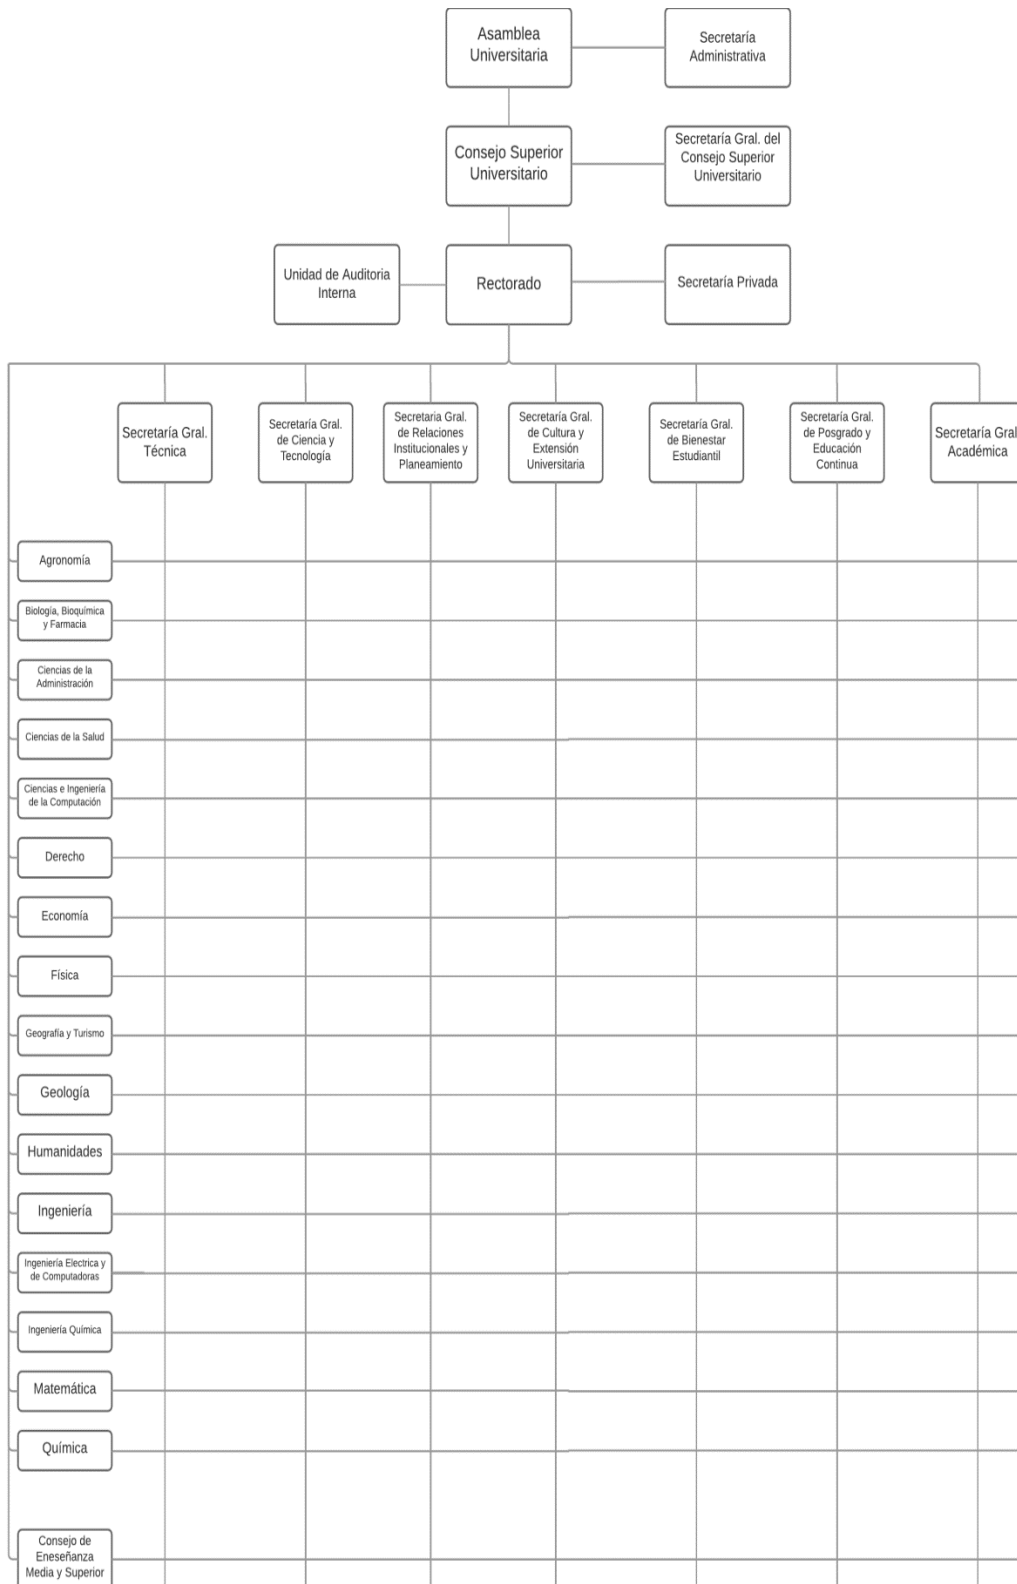 Asamblea
Universitaria
Secretaría
Administrativa
Consejo Superior
Universitario
Secretaría Gral. del
Consejo Superior
Universitario
Unidad de Auditoria
Interna
Rectorado
Secretaría Privada
Secretaría Gral.
Técnica
Secretaría Gral.
de Ciencia y
Tecnología
Secretaria Gral.
de Relaciones
Institucionales y
Planeamiento
Secretaría Gral.
de Cultura y
Extensión
Universitaria
Secretaría Gral.
de Bienestar
Estudiantil
Secretaría Gral.
de Posgrado y
Educación
Continua
Secretaría Gral
Académica
Agronomía
Biología, Bioquímica
y Farmacia
Ciencias de la
Administración
Ciencias de la Salud
Ciencias e Ingeniería
de la Computación
Derecho
Economía
Física
Geografía y Turismo
Geología
Humanidades
Ingeniería
Ingeniería Electrica y
de Computadoras
Ingeniería Química
Matemática
Química
Consejo de
Eneseñanza
Media y Superior